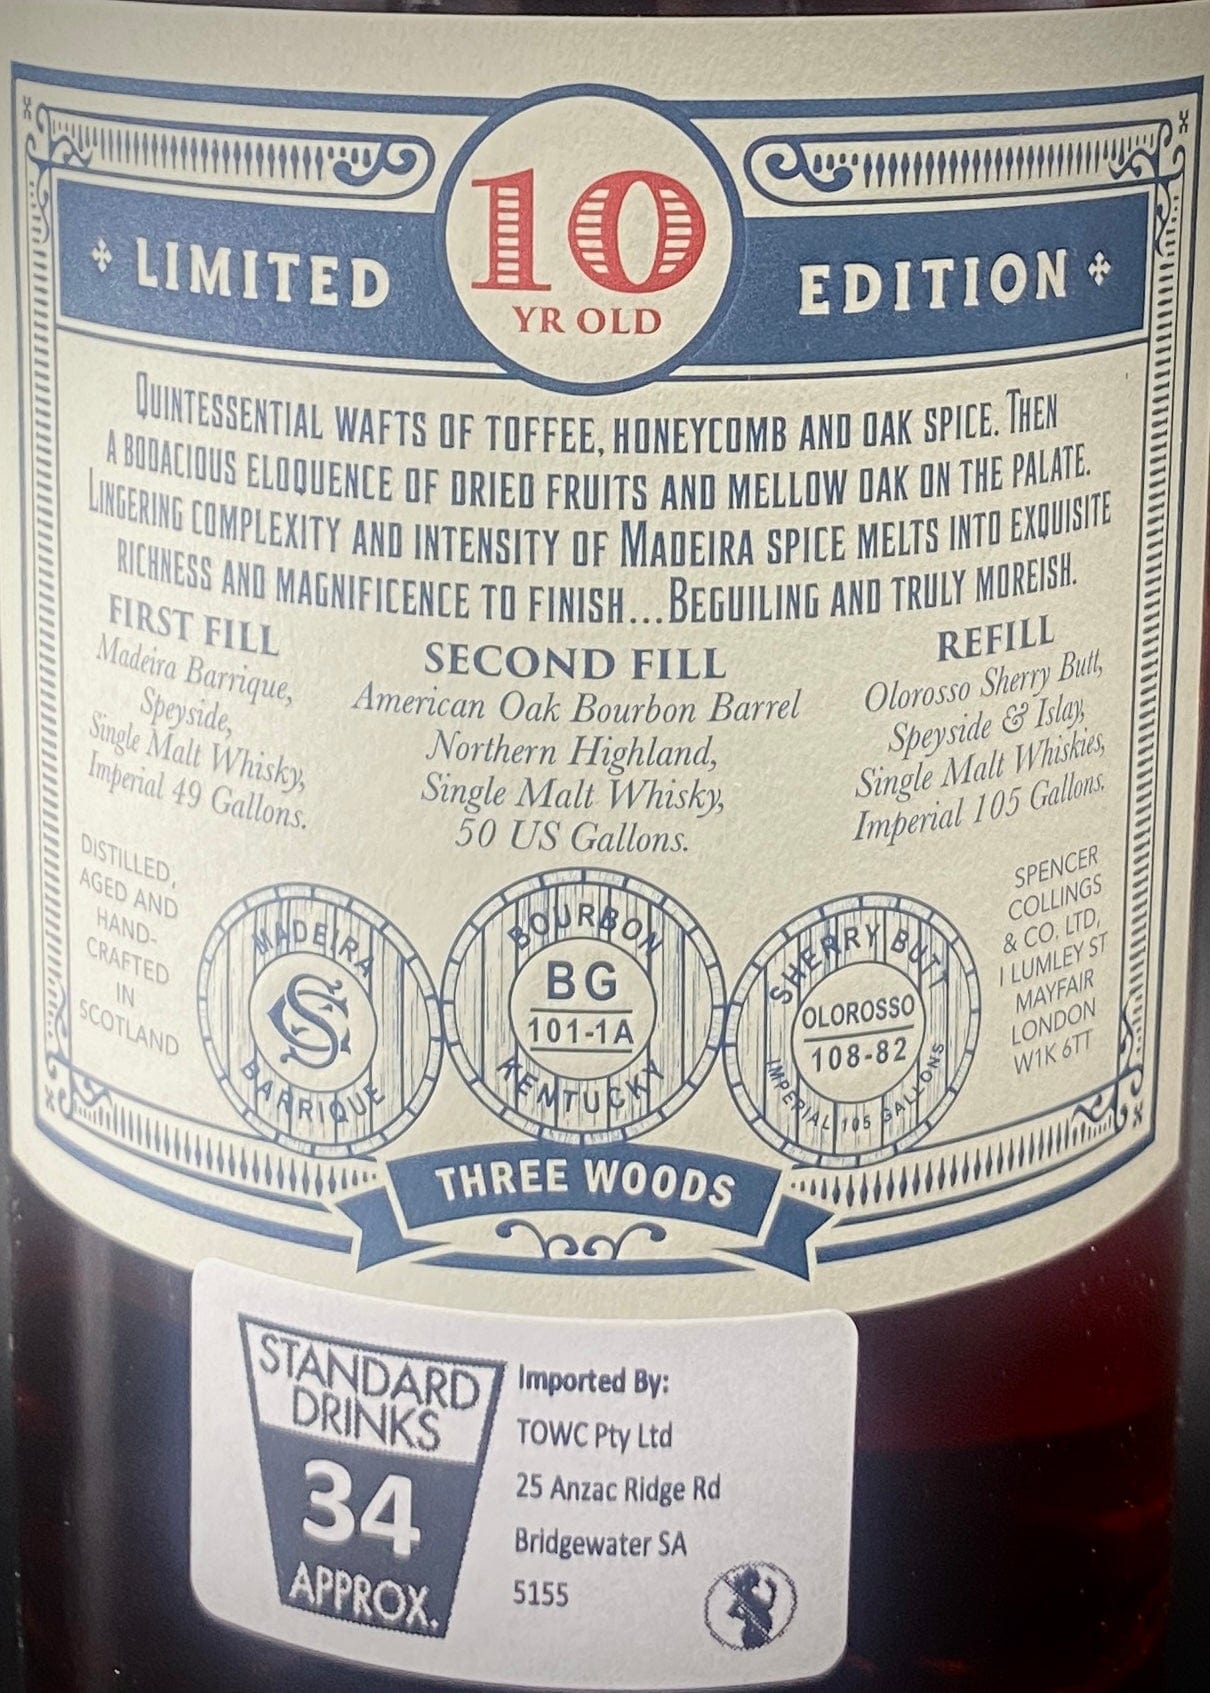 LIMITED
10
YR OLD
EDITION
QUINTESSENTIAL WAFTS OF TOFFEE, HONEYCOMB AND OAK SPICE. THEN
A BODACIOUS ELOQUENCE OF DRIED FRUITS AND MELLOW OAK ON THE PALATE.
LINGERING COMPLEXITY AND INTENSITY OF MADEIRA SPICE MELTS INTO EXQUISITE
RICHNESS AND MAGNIFICENCE TO FINISH...BEGUILING AND TRULY MOREISH.
FIRST FILL
Madeira Barrique,
Speyside,
Single Malt Whisky,
Imperial 49 Gallons.
SECOND FILL
American Oak Bourbon Barrel
Northern Highland,
Single Malt Whisky,
50 US Gallons.
REFILL
Olorosso Sherry Butt,
Speyside & Islay,
Single Malt Whiskies,
Imperial 105 Gallons.
DISTILLED,
AGED AND
HAND-
CRAFTED
IN
SCOTLAND
MADEIRA
SC
BARRIQUE
BOURBON
BG
101-1A
KENTUCKY
SHERRY BUTT
OLOROSSO
108-82
IMPERIAL 105 GALLONS
SPENCER
COLLINGS
& CO. LTD,
1 LUMLEY ST
MAYFAIR
LONDON
W1K 6TT
THREE WOODS
STANDARD
DRINKS
34
APPROX.
Imported By:
TOWC Pty Ltd
25 Anzac Ridge Rd
Bridgewater SA
5155